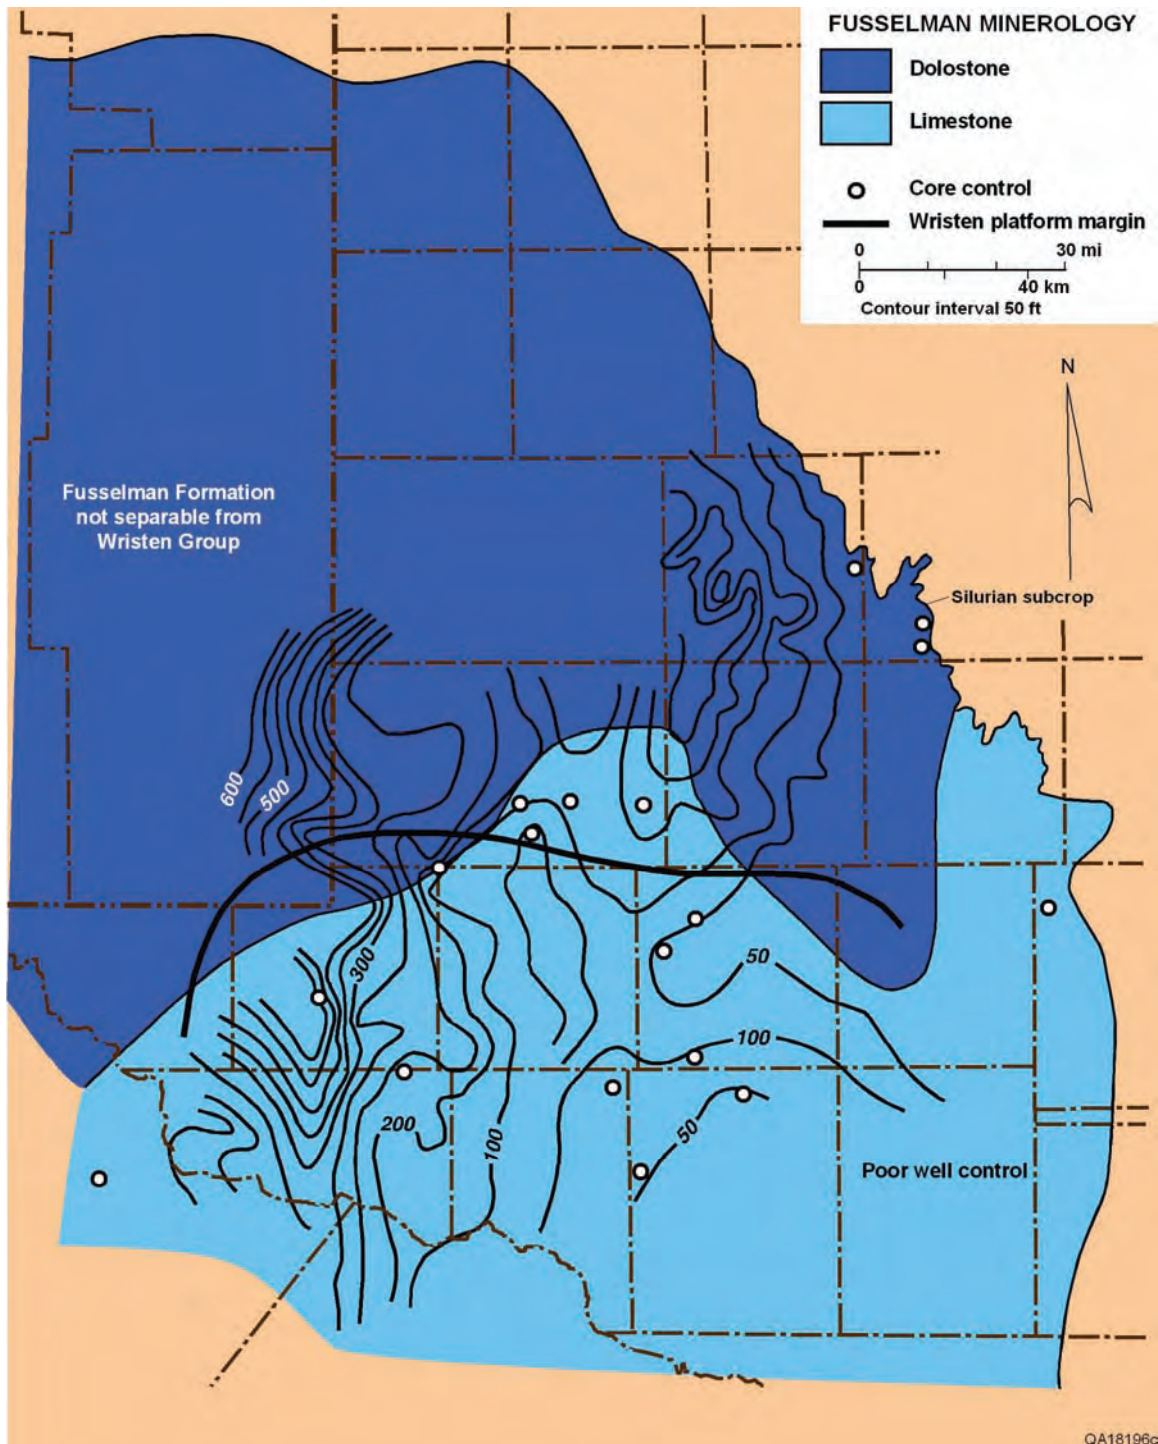 FUSSELMAN MINEROLOGY
Dolostone
Limestone
Core control
Wristen platform margin
0 30 mi
0 40 km
Contour interval 50 ft
N
Fusselman Formation
not separable from
Wristen Group
Silurian subcrop
600
500
300
50
100
200
100
50
Poor well control
QA18196c